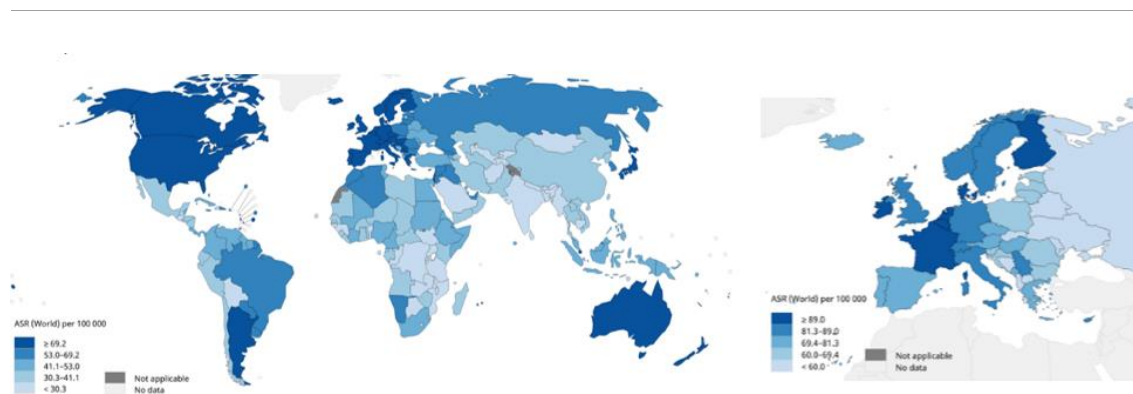 ASR (World) per 100 000
≥ 69.2
53.0–69.2
41.1–53.0
30.3–41.1
< 30.3
Not applicable
No data
ASR (World) per 100 000
≥ 89.0
81.3–89.0
69.4–81.3
60.0–69.4
< 60.0
Not applicable
No data